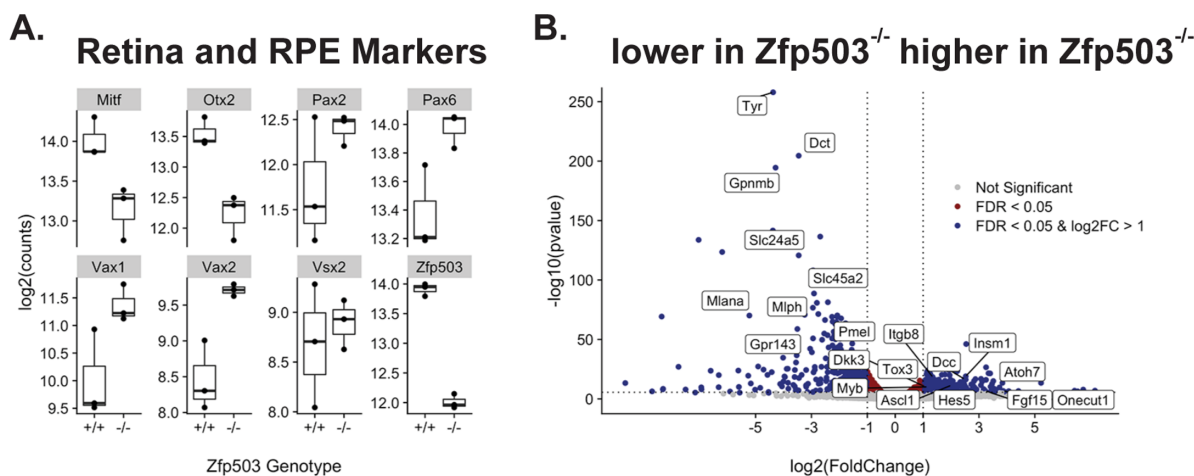 A. Retina and RPE Markers
Mitf Otx2 Pax2 Pax6
14.0 13.5 12.5 14.0
13.5 13.0 12.0 13.6
13.0 12.5 11.5 13.2
12.0
Vax1 Vax2 Vsx2 Zfp503
11.5 9.5 9.0 14.0
11.0 9.0 8.5 13.5
10.5 8.5 8.0 13.0
10.0 8.0 12.5
9.5 12.0
+/+ -/- +/+ -/- +/+ -/- +/+ -/-
log2(counts)
Zfp503 Genotype
B. lower in Zfp503-/- higher in Zfp503-/-
250
200
150
100
50
0
-log10(pvalue)
Tyr
Dct
Gpnmb
Slc24a5
Slc45a2
Mlana
Mlph
Pmel
Itgb8
Insm1
Gpr143
Dkk3
Tox3
Dcc
Atoh7
Myb
Ascl1
Hes5
Fgf15
Onecut1
Not Significant
FDR < 0.05
FDR < 0.05 & log2FC > 1
-5 -3 -1 0 1 3 5
log2(FoldChange)